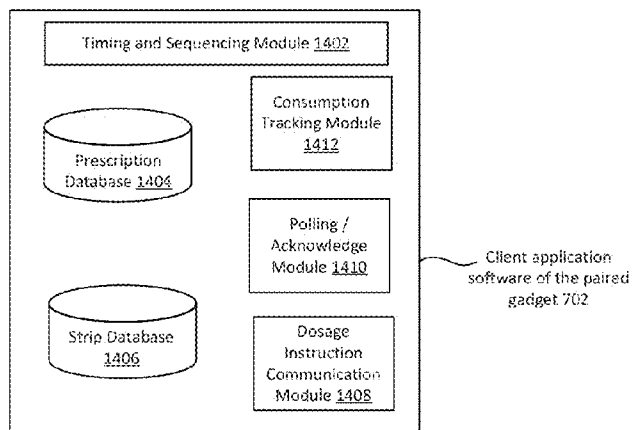 Timing and Sequencing Module 1402
Consumption
Tracking Module
1412
Prescription
Database 1404
Polling /
Acknowledge
Module 1410
Client application
software of the paired
gadget 702
Strip Database
1406
Dosage
Instruction
Communication
Module 1408